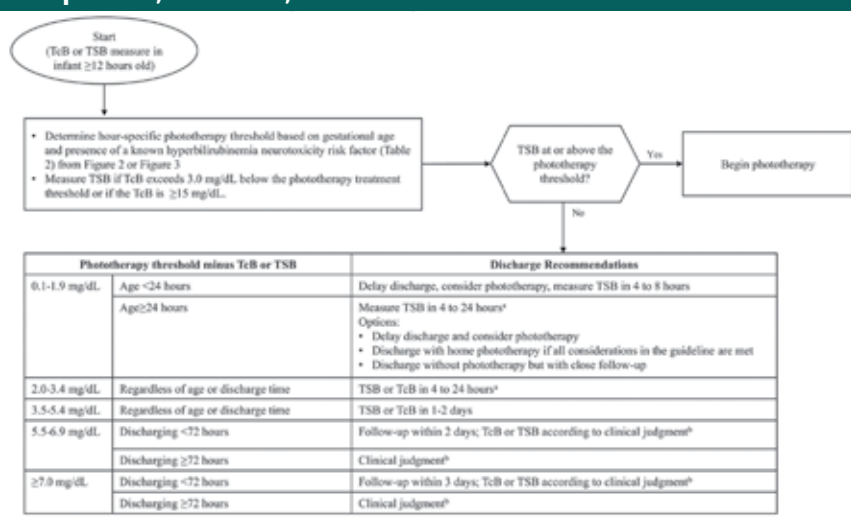 Start
(TcB or TSB measure in
infant ≥12 hours old)
• Determine hour-specific phototherapy threshold based on gestational age
and presence of a known hyperbilirubinemia neurotoxicity risk factor (Table
2) from Figure 2 or Figure 3
• Measure TSB if TcB exceeds 3.0 mg/dL below the phototherapy treatment
threshold or if the TcB is ≥15 mg/dL.
TSB at or above the
phototherapy
threshold?
Yes
Begin phototherapy
No
Phototherapy threshold minus TcB or TSB Discharge Recommendations
0.1-1.9 mg/dL Age <24 hours Delay discharge, consider phototherapy, measure TSB in 4 to 8 hours
Age≥24 hours Measure TSB in 4 to 24 hoursᵃ
Options:
• Delay discharge and consider phototherapy
• Discharge with home phototherapy if all considerations in the guideline are met
• Discharge without phototherapy but with close follow-up
2.0-3.4 mg/dL Regardless of age or discharge time TSB or TcB in 4 to 24 hoursᵃ
3.5-5.4 mg/dL Regardless of age or discharge time TSB or TcB in 1-2 days
5.5-6.9 mg/dL Discharging <72 hours Follow-up within 2 days; TcB or TSB according to clinical judgmentᵇ
Discharging ≥72 hours Clinical judgmentᵇ
≥7.0 mg/dL Discharging <72 hours Follow-up within 3 days; TcB or TSB according to clinical judgmentᵇ
Discharging ≥72 hours Clinical judgmentᵇ